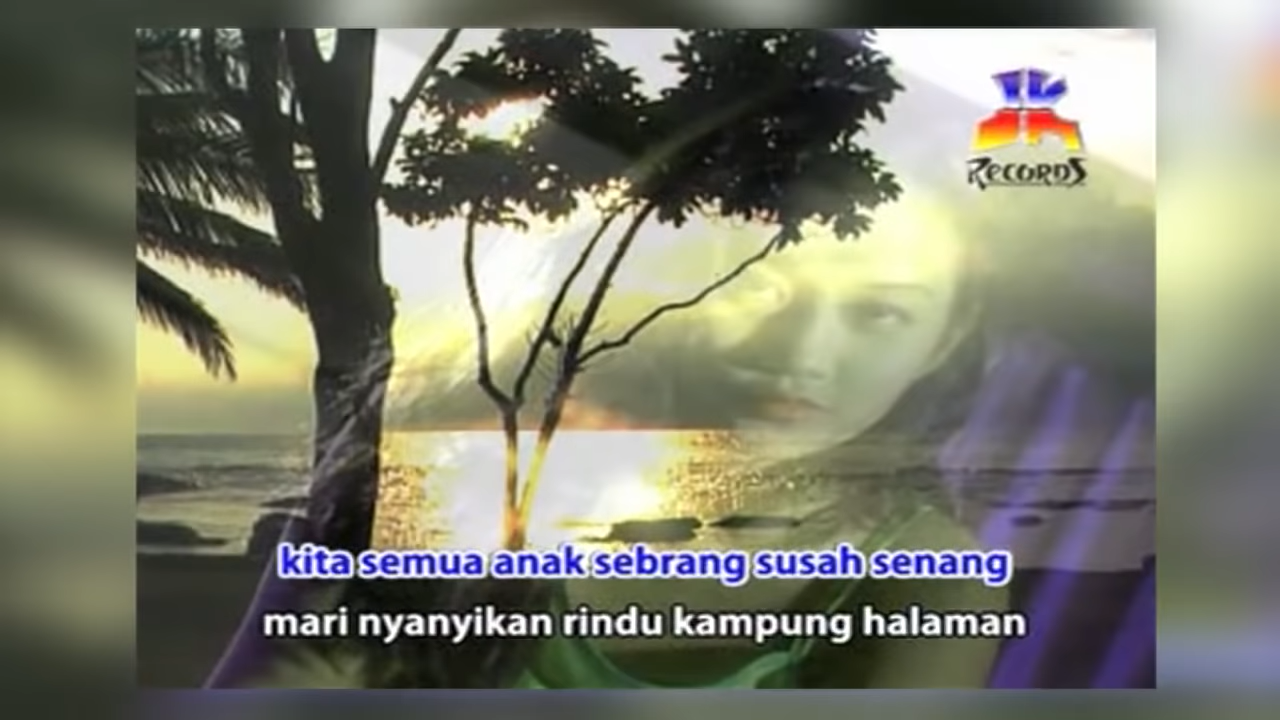 RECORDS
kita semua anak sebrang susah senang
mari nyanyikan rindu kampung halaman